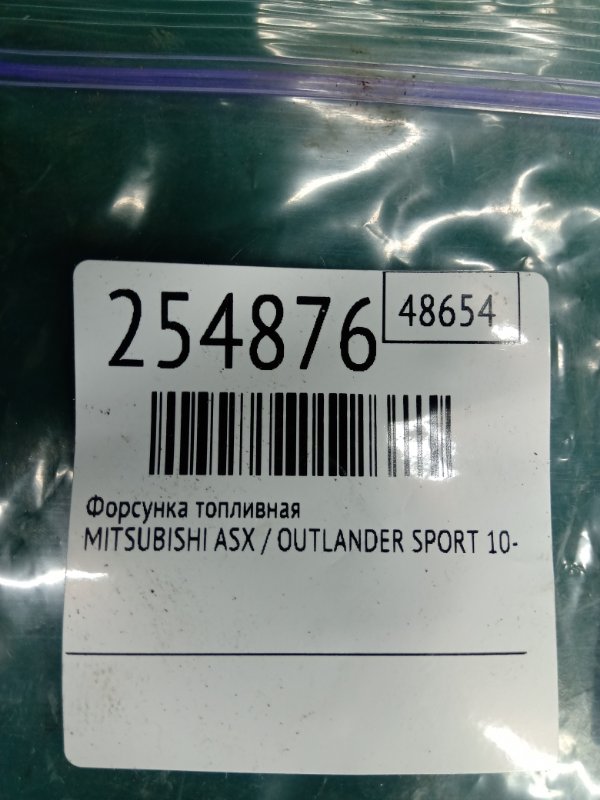 254876
48654
Форсунка топливная
MITSUBISHI ASX / OUTLANDER SPORT 10-